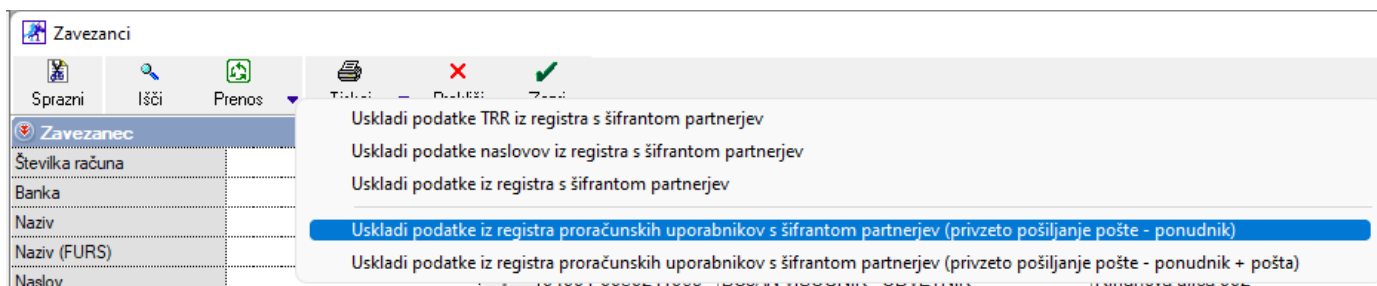 Zavezanci
Sprazni Išči Prenos
Uskladi podatke TRR iz registra s šifrantom partnerjev
Zavezanec
Uskladi podatke naslovov iz registra s šifrantom partnerjev
Številka računa
Uskladi podatke iz registra s šifrantom partnerjev
Banka
Naziv
Uskladi podatke iz registra proračunskih uporabnikov s šifrantom partnerjev (privzeto pošiljanje pošte - ponudnik)
Naziv (FURS)
Uskladi podatke iz registra proračunskih uporabnikov s šifrantom partnerjev (privzeto pošiljanje pošte - ponudnik + pošta)
Naslov